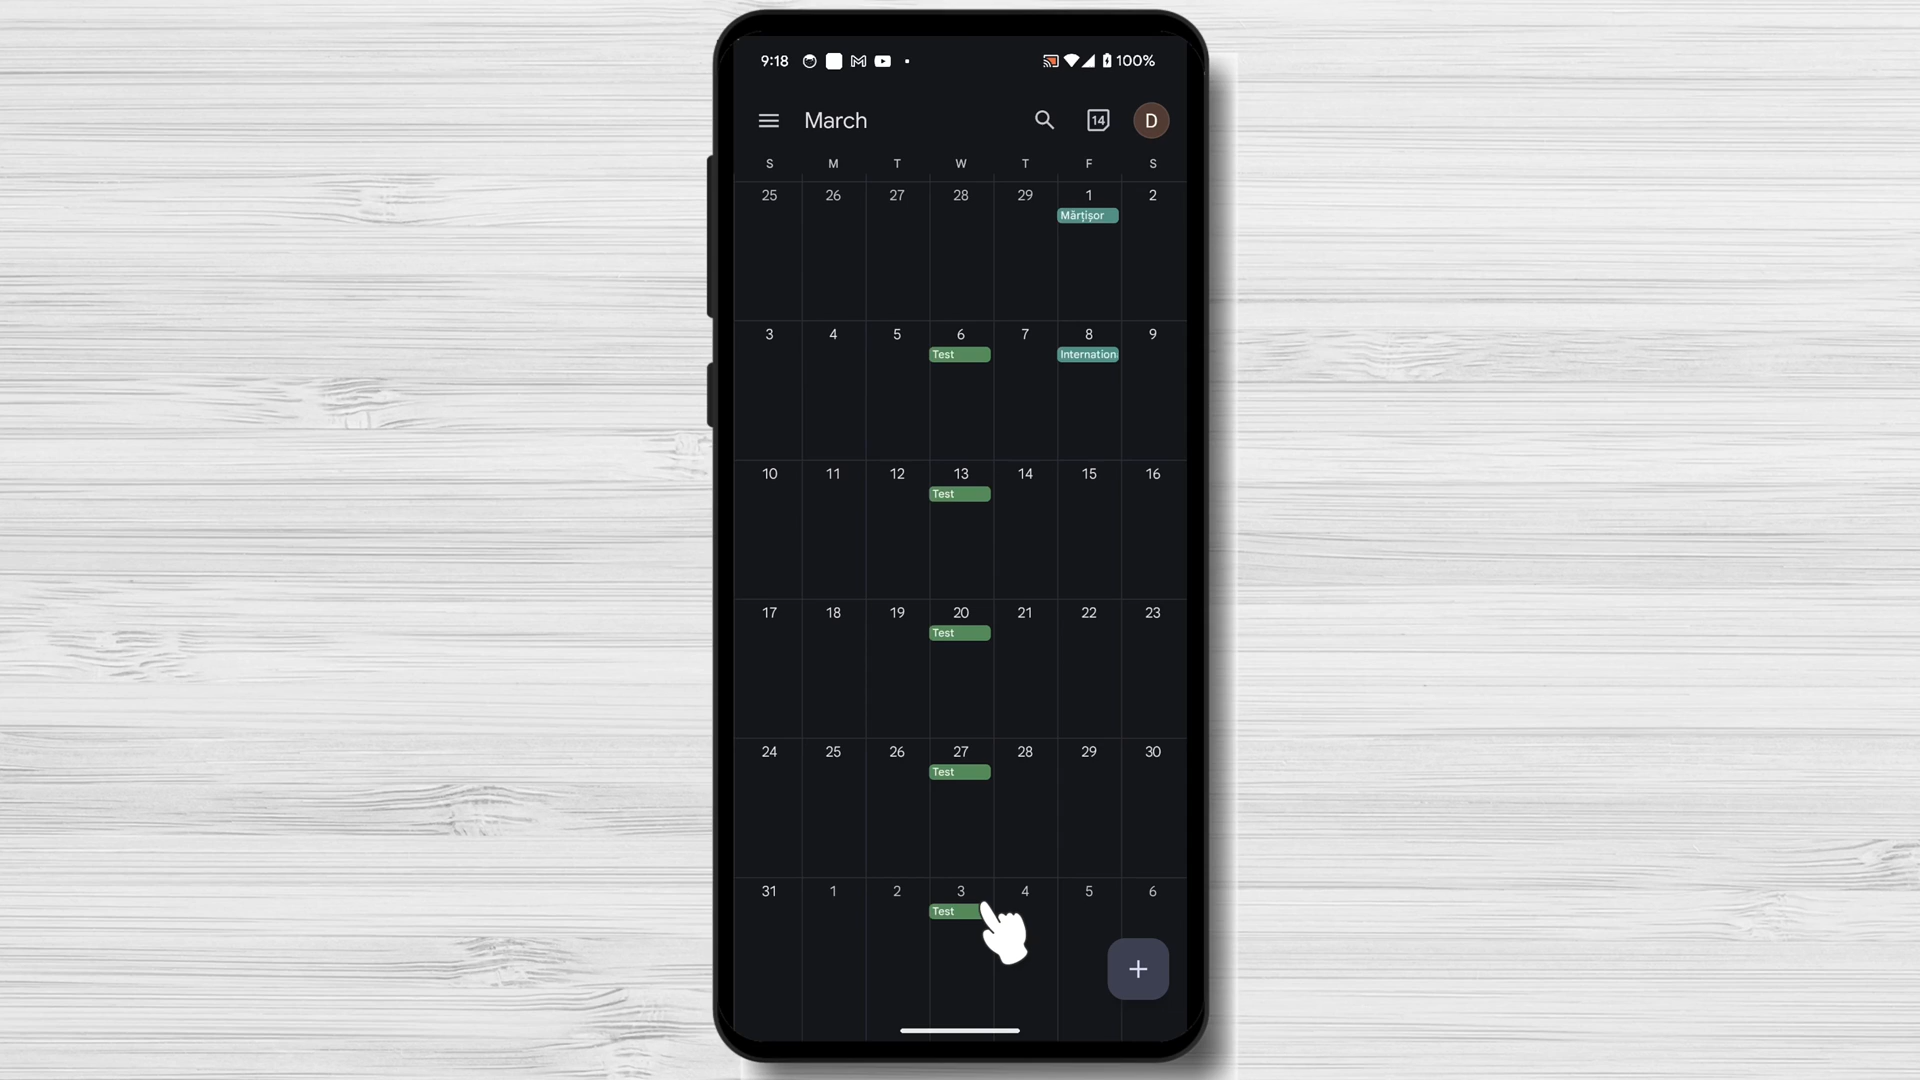 9:18 100%
March 14 D
S M T W T F S
25 26 27 28 29 1 2
Mărțișor
3 4 5 6 7 8 9
Test Internation
10 11 12 13 14 15 16
Test
17 18 19 20 21 22 23
Test
24 25 26 27 28 29 30
Test
31 1 2 3 4 5 6
Test